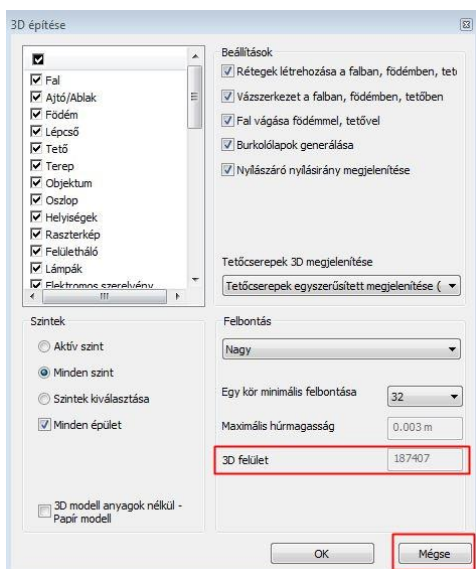 3D építése
Fal
Ajtó/Ablak
Födém
Lépcső
Tető
Terep
Objektum
Oszlop
Helyiségek
Raszterkép
Felületháló
Lámpák
Elektromos szerelvény
Beállítások
Rétegek létrehozása a falban, födémben, tet
Vázszerkezet a falban, födémben, tetőben
Fal vágása födémmel, tetővel
Burkolólapok generálása
Nyílászáró nyílásirány megjelenítése
Tetőcserepek 3D megjelenítése
Tetőcserepek egyszerűsített megjelenítése (
Szintek
Aktív szint
Minden szint
Szintek kiválasztása
Minden épület
3D modell anyagok nélkül -
Papír modell
Felbontás
Nagy
Egy kör minimális felbontása 32
Maximális húrmagasság 0.003 m
3D felület 187407
OK Mégse